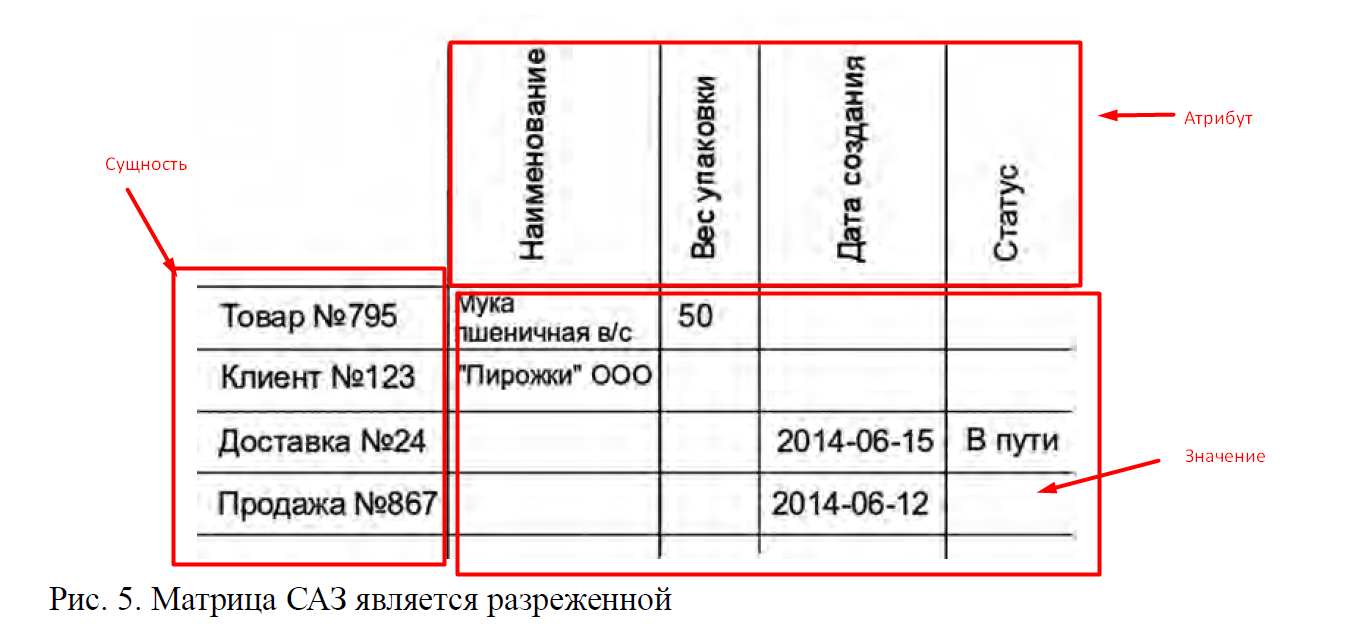 Наименование
Вес упаковки
Дата создания
Статус
Атрибут
Сущность
Товар №795
Мука
пшеничная в/с
50
Клиент №123
"Пирожки" ООО
Доставка №24
2014-06-15
В пути
Значение
Продажа №867
2014-06-12
Рис. 5. Матрица САЗ является разреженной